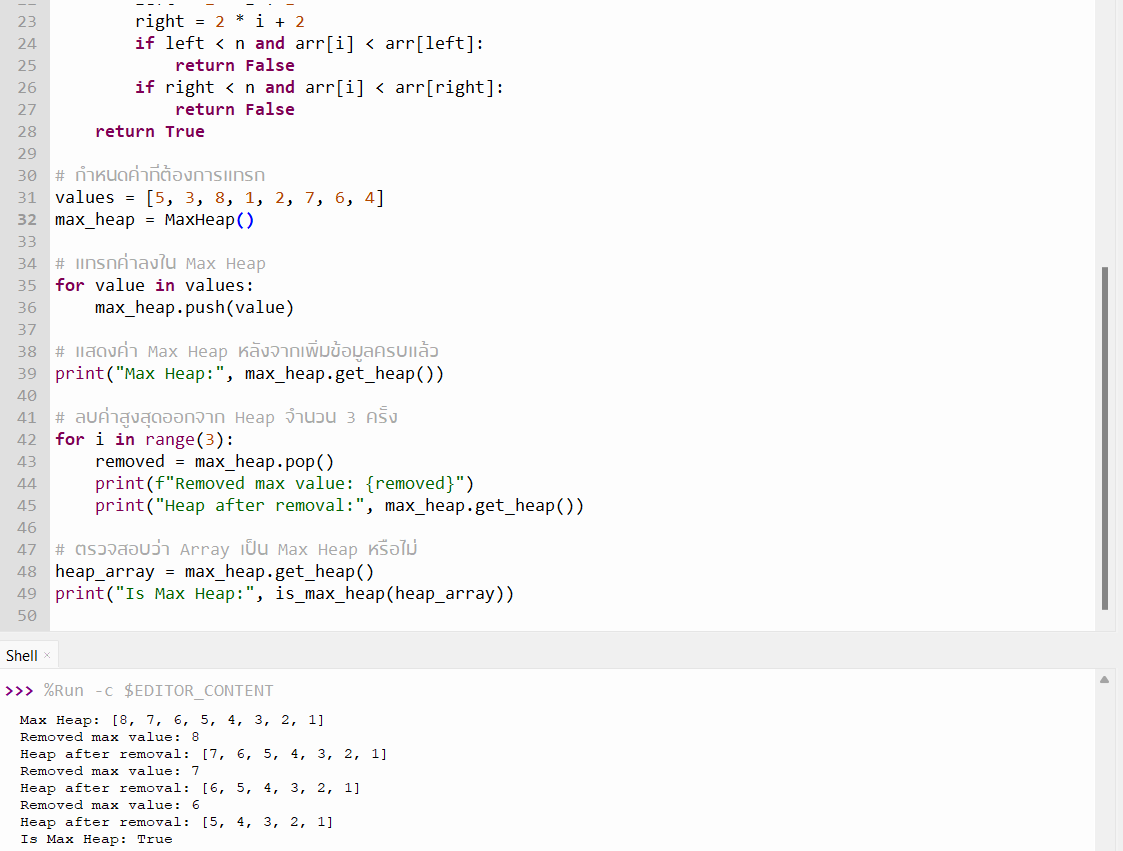 23 right = 2 * i + 2
24 if left < n and arr[i] < arr[left]:
25 return False
26 if right < n and arr[i] < arr[right]:
27 return False
28 return True
29
30 # กำหนดค่าที่ต้องการแทรก
31 values = [5, 3, 8, 1, 2, 7, 6, 4]
32 max_heap = MaxHeap()
33
34 # แทรกค่าลงใน Max Heap
35 for value in values:
36 max_heap.push(value)
37
38 # แสดงค่า Max Heap หลังจากเพิ่มข้อมูลครบแล้ว
39 print("Max Heap:", max_heap.get_heap())
40
41 # ลบค่าสูงสุดออกจาก Heap จำนวน 3 ครั้ง
42 for i in range(3):
43 removed = max_heap.pop()
44 print(f"Removed max value: {removed}")
45 print("Heap after removal:", max_heap.get_heap())
46
47 # ตรวจสอบว่า Array เป็น Max Heap หรือไม่
48 heap_array = max_heap.get_heap()
49 print("Is Max Heap:", is_max_heap(heap_array))
50
Shell ×
>>> %Run -c $EDITOR_CONTENT
Max Heap: [8, 7, 6, 5, 4, 3, 2, 1]
Removed max value: 8
Heap after removal: [7, 6, 5, 4, 3, 2, 1]
Removed max value: 7
Heap after removal: [6, 5, 4, 3, 2, 1]
Removed max value: 6
Heap after removal: [5, 4, 3, 2, 1]
Is Max Heap: True